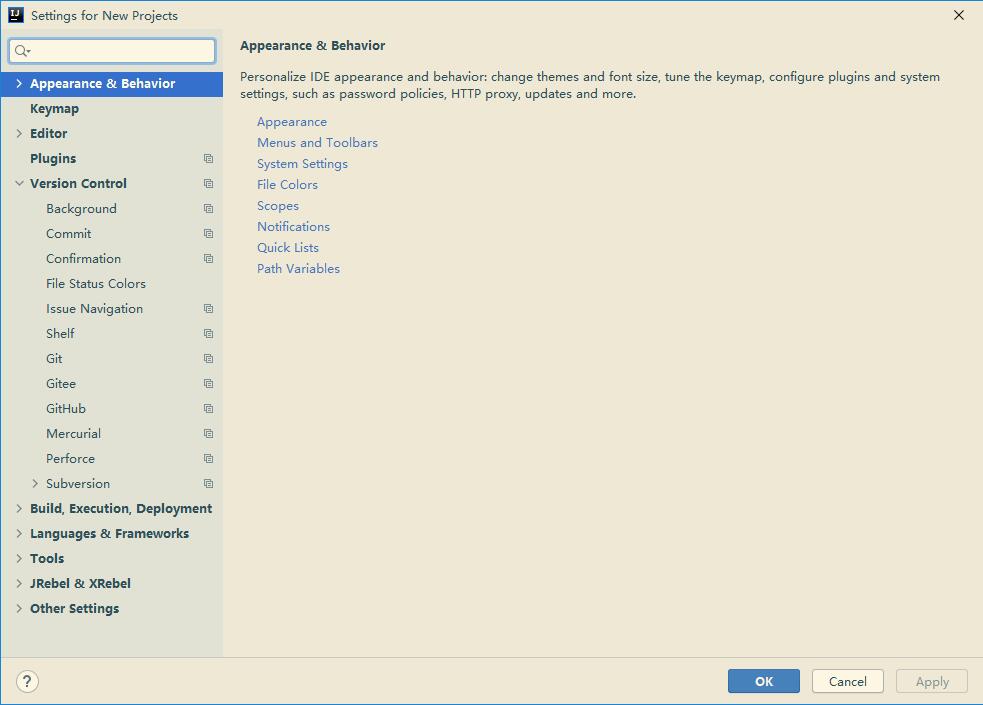 IJ
Settings for New Projects
Appearance & Behavior
Keymap
Editor
Plugins
Version Control
Background
Commit
Confirmation
File Status Colors
Issue Navigation
Shelf
Git
Gitee
GitHub
Mercurial
Perforce
Subversion
Build, Execution, Deployment
Languages & Frameworks
Tools
JRebel & XRebel
Other Settings
Appearance & Behavior
Personalize IDE appearance and behavior: change themes and font size, tune the keymap, configure plugins and system
settings, such as password policies, HTTP proxy, updates and more.
Appearance
Menus and Toolbars
System Settings
File Colors
Scopes
Notifications
Quick Lists
Path Variables
?
OK
Cancel
Apply